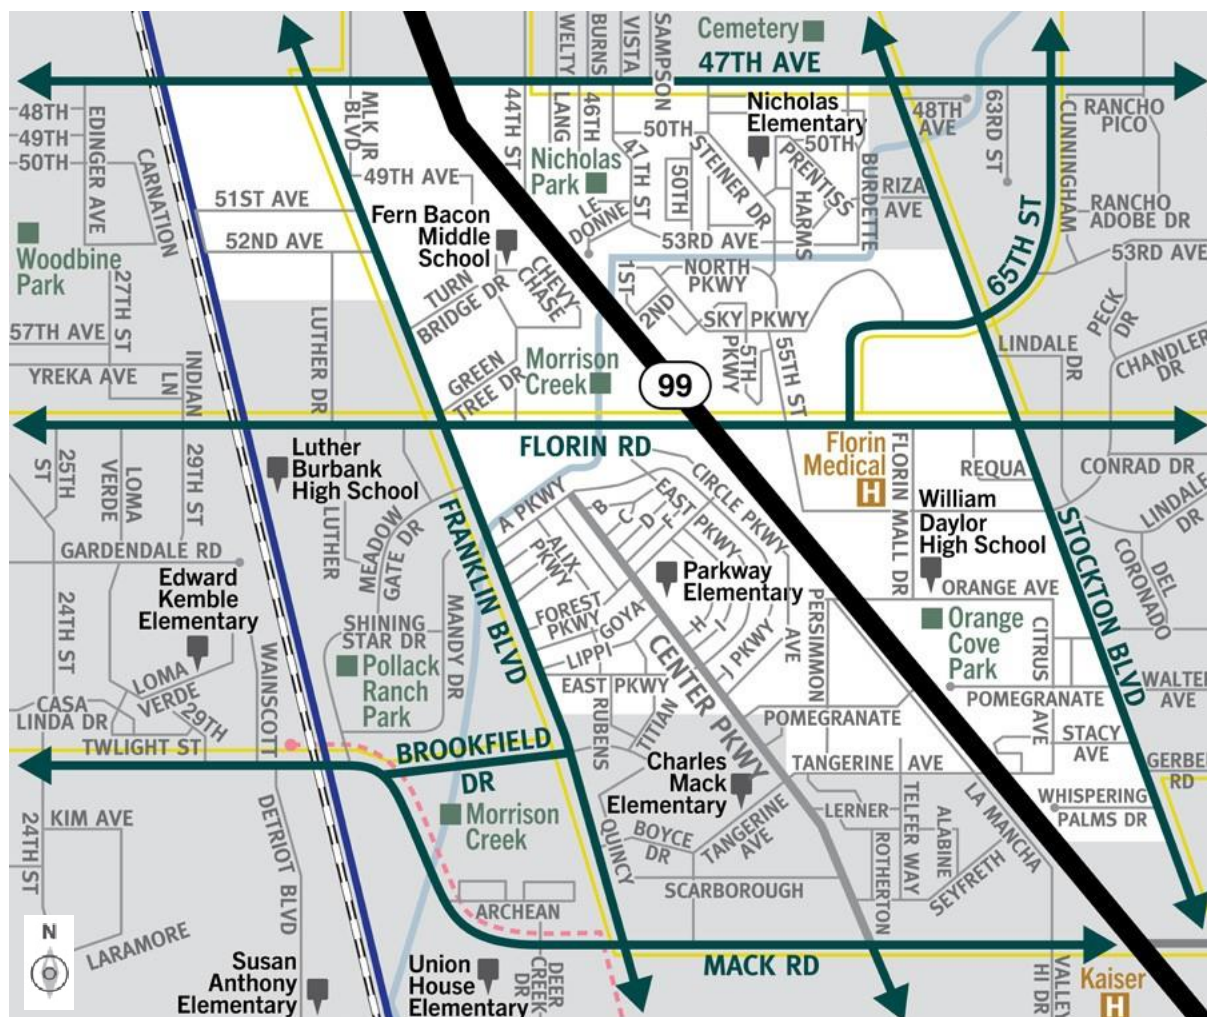 WELTY
BURNS
VISTA
SAMPSON
Cemetery
47TH AVE
48TH
49TH
50TH
EDINGER AVE
CARNATION
MLK JR
BLVD
44TH ST
LANG
46TH
50TH
47TH ST
50TH
STEINER DR
Nicholas
Elementary
50TH
PRENTISS
HARMS
BURDETTE
48TH
AVE
63RD ST
CUNNINGHAM
RANCHO
PICO
RIZA
AVE
RANCHO
ADOBE DR
53RD AVE
Nicholas
Park
LE
DONNE
53RD AVE
49TH AVE
51ST AVE
52ND AVE
Fern Bacon
Middle
School
Woodbine
Park
27TH ST
57TH AVE
YREKA AVE
INDIAN
LN
LUTHER DR
TURN
BRIDGE DR
CHEVY
CHASE
GREEN
TREE DR
Morrison
Creek
1ST
2ND
NORTH
PKWY
SKY PKWY
5TH
PKWY
55TH ST
65TH ST
LINDALE
DR
PECK
DR
CHANDLER
DR
99
FLORIN RD
25TH
ST
LOMA
VERDE
29TH ST
Luther
Burbank
High School
LUTHER
MEADOW
GATE DR
FRANKLIN BLVD
A PKWY
B
C
D
F
EAST PKWY
CIRCLE PKWY
AVE
Florin
Medical
H
FLORIN MALL DR
REQUA
William
Daylor
High School
CONRAD DR
LINDALE
DR
STOCKTON BLVD
DEL
CORONADO
GARDENDALE RD
Edward
Kemble
Elementary
24TH ST
ALIX
PKWY
FOREST
PKWY
GOYA
LIPPI
Parkway
Elementary
H
I
J PKWY
CENTER PKWY
PERSIMMON
ORANGE AVE
Orange
Cove
Park
CITRUS
AVE
SHINING
STAR DR
MANDY DR
Pollack
Ranch
Park
WAINSCOTT
LOMA
VERDE
29TH
CASA
LINDA DR
TWLIGHT ST
EAST PKWY
RUBENS
TITIAN
POMEGRANATE
POMEGRANATE
WALTER
AVE
STACY
AVE
GERBER
RD
BROOKFIELD
DR
Charles
Mack
Elementary
TANGERINE AVE
LERNER
TELFER WAY
ALABINE
LA MANCHA
WHISPERING
PALMS DR
KIM AVE
24TH ST
DETRIOT BLVD
Morrison
Creek
QUINCY
BOYCE
DR
TANGERINE
AVE
ROTHERTON
SEYFRETH
SCARBOROUGH
ARCHEAN
LARAMORE
N
Susan
Anthony
Elementary
Union
House
Elementary
DEER
CREEK
DR
MACK RD
VALLEY
HI DR
Kaiser
H